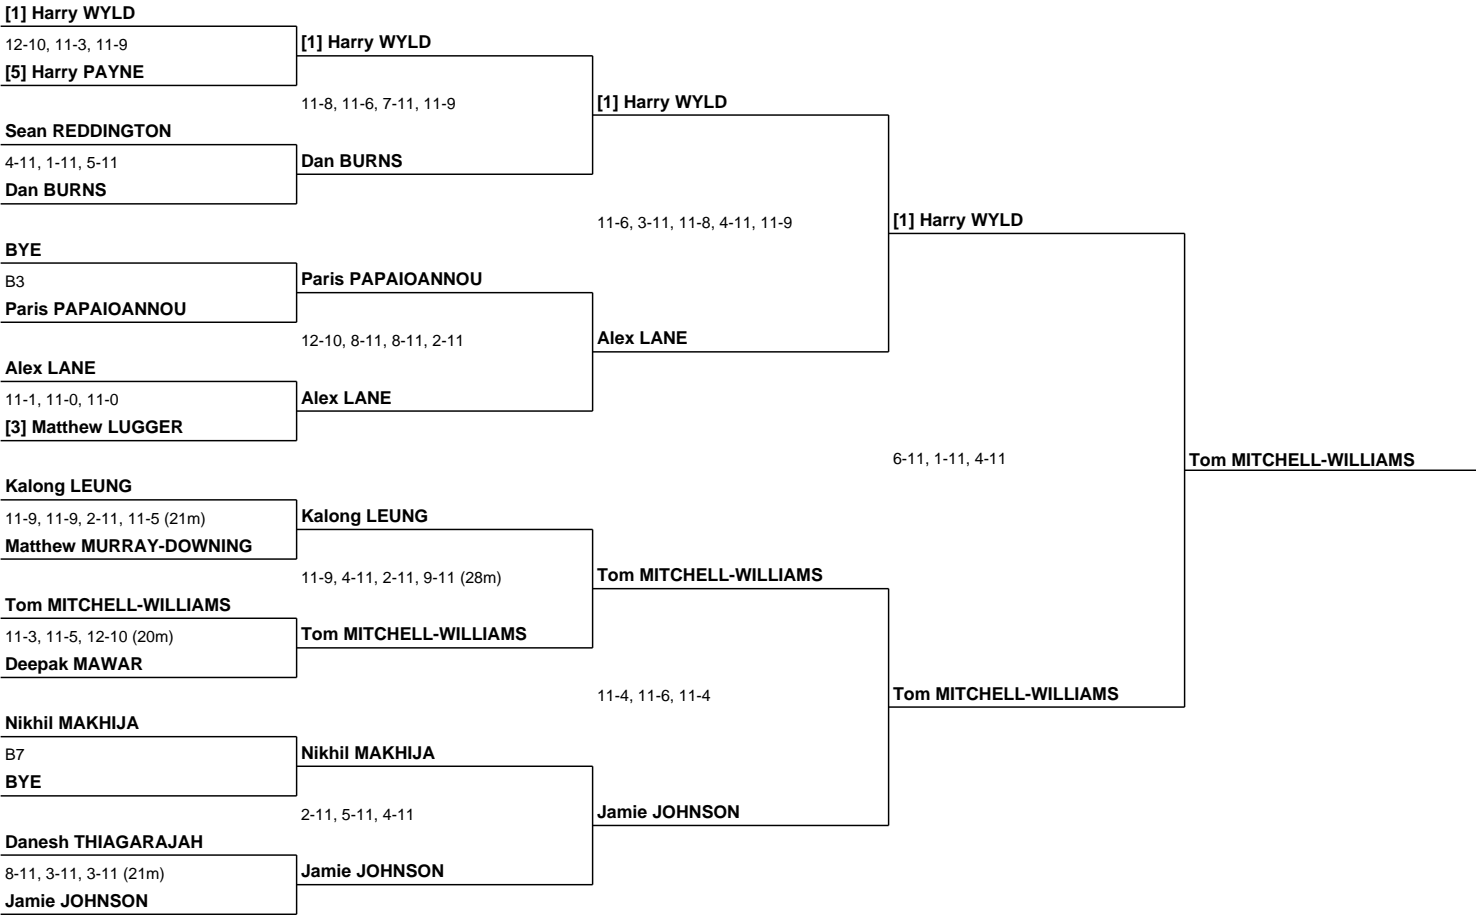 [1] Harry WYLD
12-10, 11-3, 11-9
[5] Harry PAYNE
Sean REDDINGTON
4-11, 1-11, 5-11
Dan BURNS
BYE
B3
Paris PAPAIOANNOU
Alex LANE
11-1, 11-0, 11-0
[3] Matthew LUGGER
Kalong LEUNG
11-9, 11-9, 2-11, 11-5 (21m)
Matthew MURRAY-DOWNING
Tom MITCHELL-WILLIAMS
11-3, 11-5, 12-10 (20m)
Deepak MAWAR
Nikhil MAKHIJA
B7
BYE
Danesh THIAGARAJAH
8-11, 3-11, 3-11 (21m)
Jamie JOHNSON
[1] Harry WYLD
11-8, 11-6, 7-11, 11-9
Dan BURNS
Paris PAPAIOANNOU
12-10, 8-11, 8-11, 2-11
Alex LANE
Kalong LEUNG
11-9, 4-11, 2-11, 9-11 (28m)
Tom MITCHELL-WILLIAMS
Nikhil MAKHIJA
2-11, 5-11, 4-11
Jamie JOHNSON
[1] Harry WYLD
11-6, 3-11, 11-8, 4-11, 11-9
Alex LANE
Tom MITCHELL-WILLIAMS
11-4, 11-6, 11-4
Jamie JOHNSON
[1] Harry WYLD
6-11, 1-11, 4-11
Tom MITCHELL-WILLIAMS
Tom MITCHELL-WILLIAMS